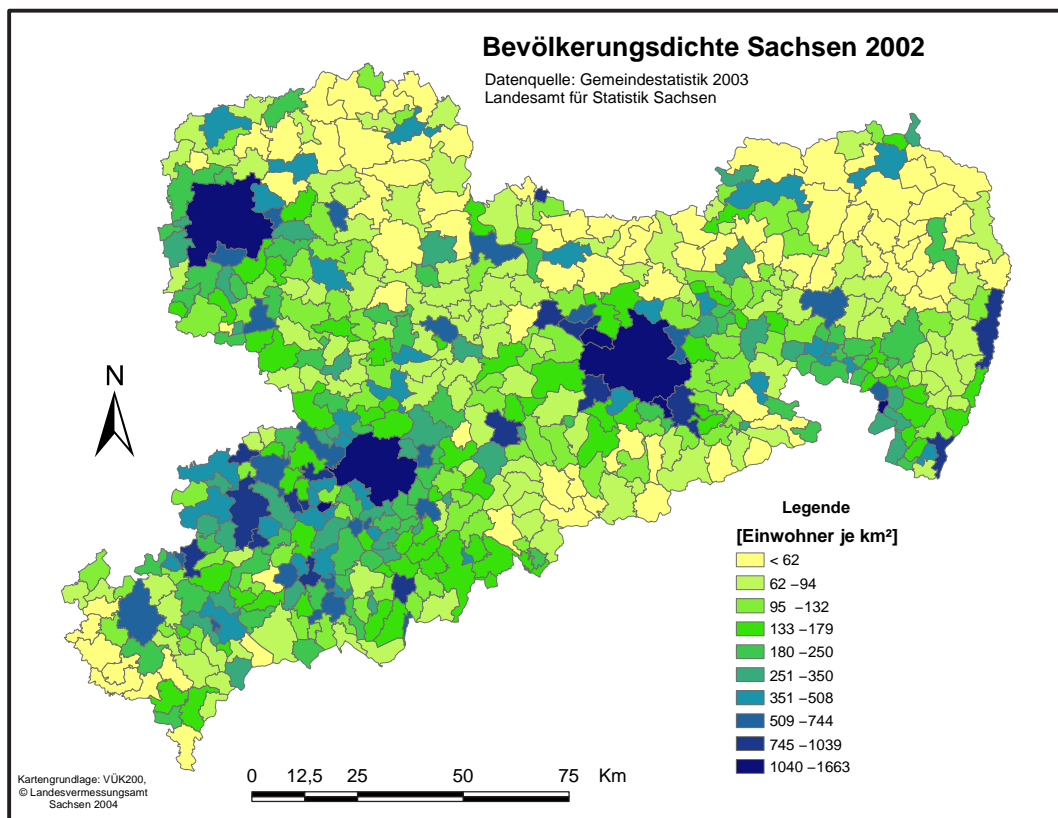 Bevölkerungsdichte Sachsen 2002
Datenquelle: Gemeindestatistik 2003
Landesamt für Statistik Sachsen
N
Legende
[Einwohner je km²]
< 62
62 –94
95 –132
133 –179
180 –250
251 –350
351 –508
509 –744
745 –1039
1040 –1663
Kartengrundlage: VÜK200,
© Landesvermessungsamt
Sachsen 2004
0 12,5 25 50 75 Km